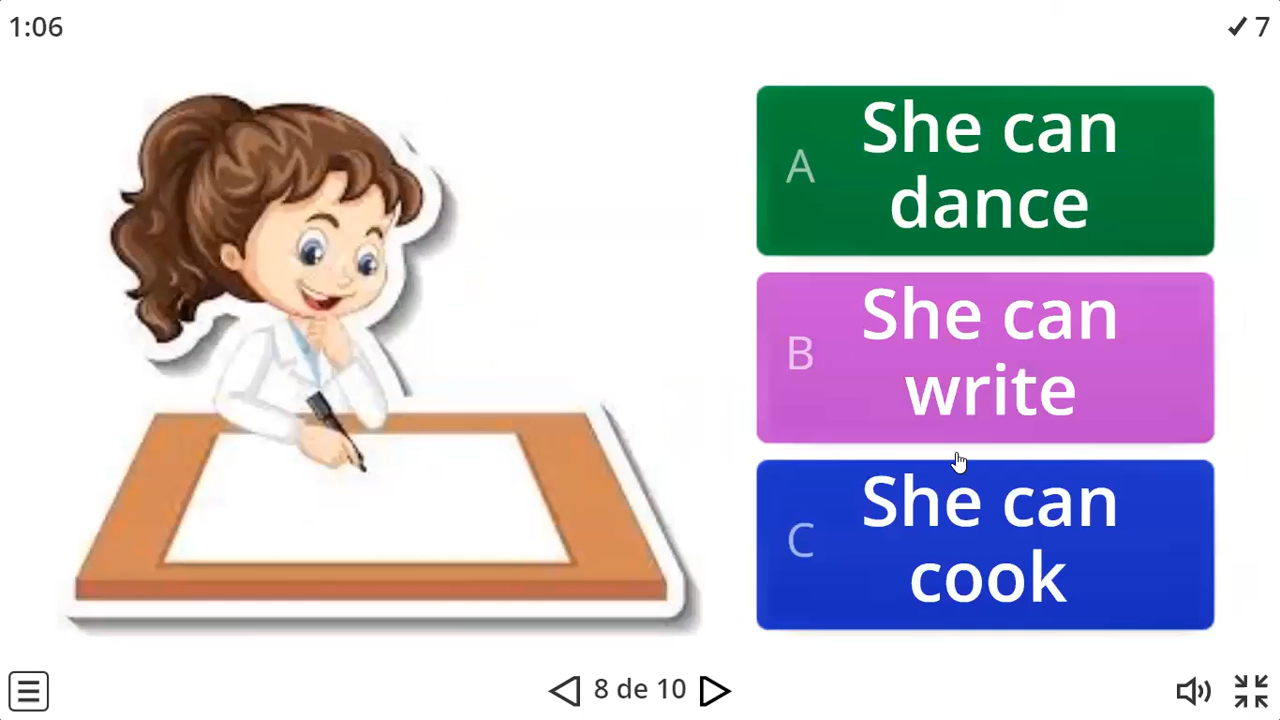 1:06
✓ 7
A
She can
dance
B
She can
write
C
She can
cook
8 de 10